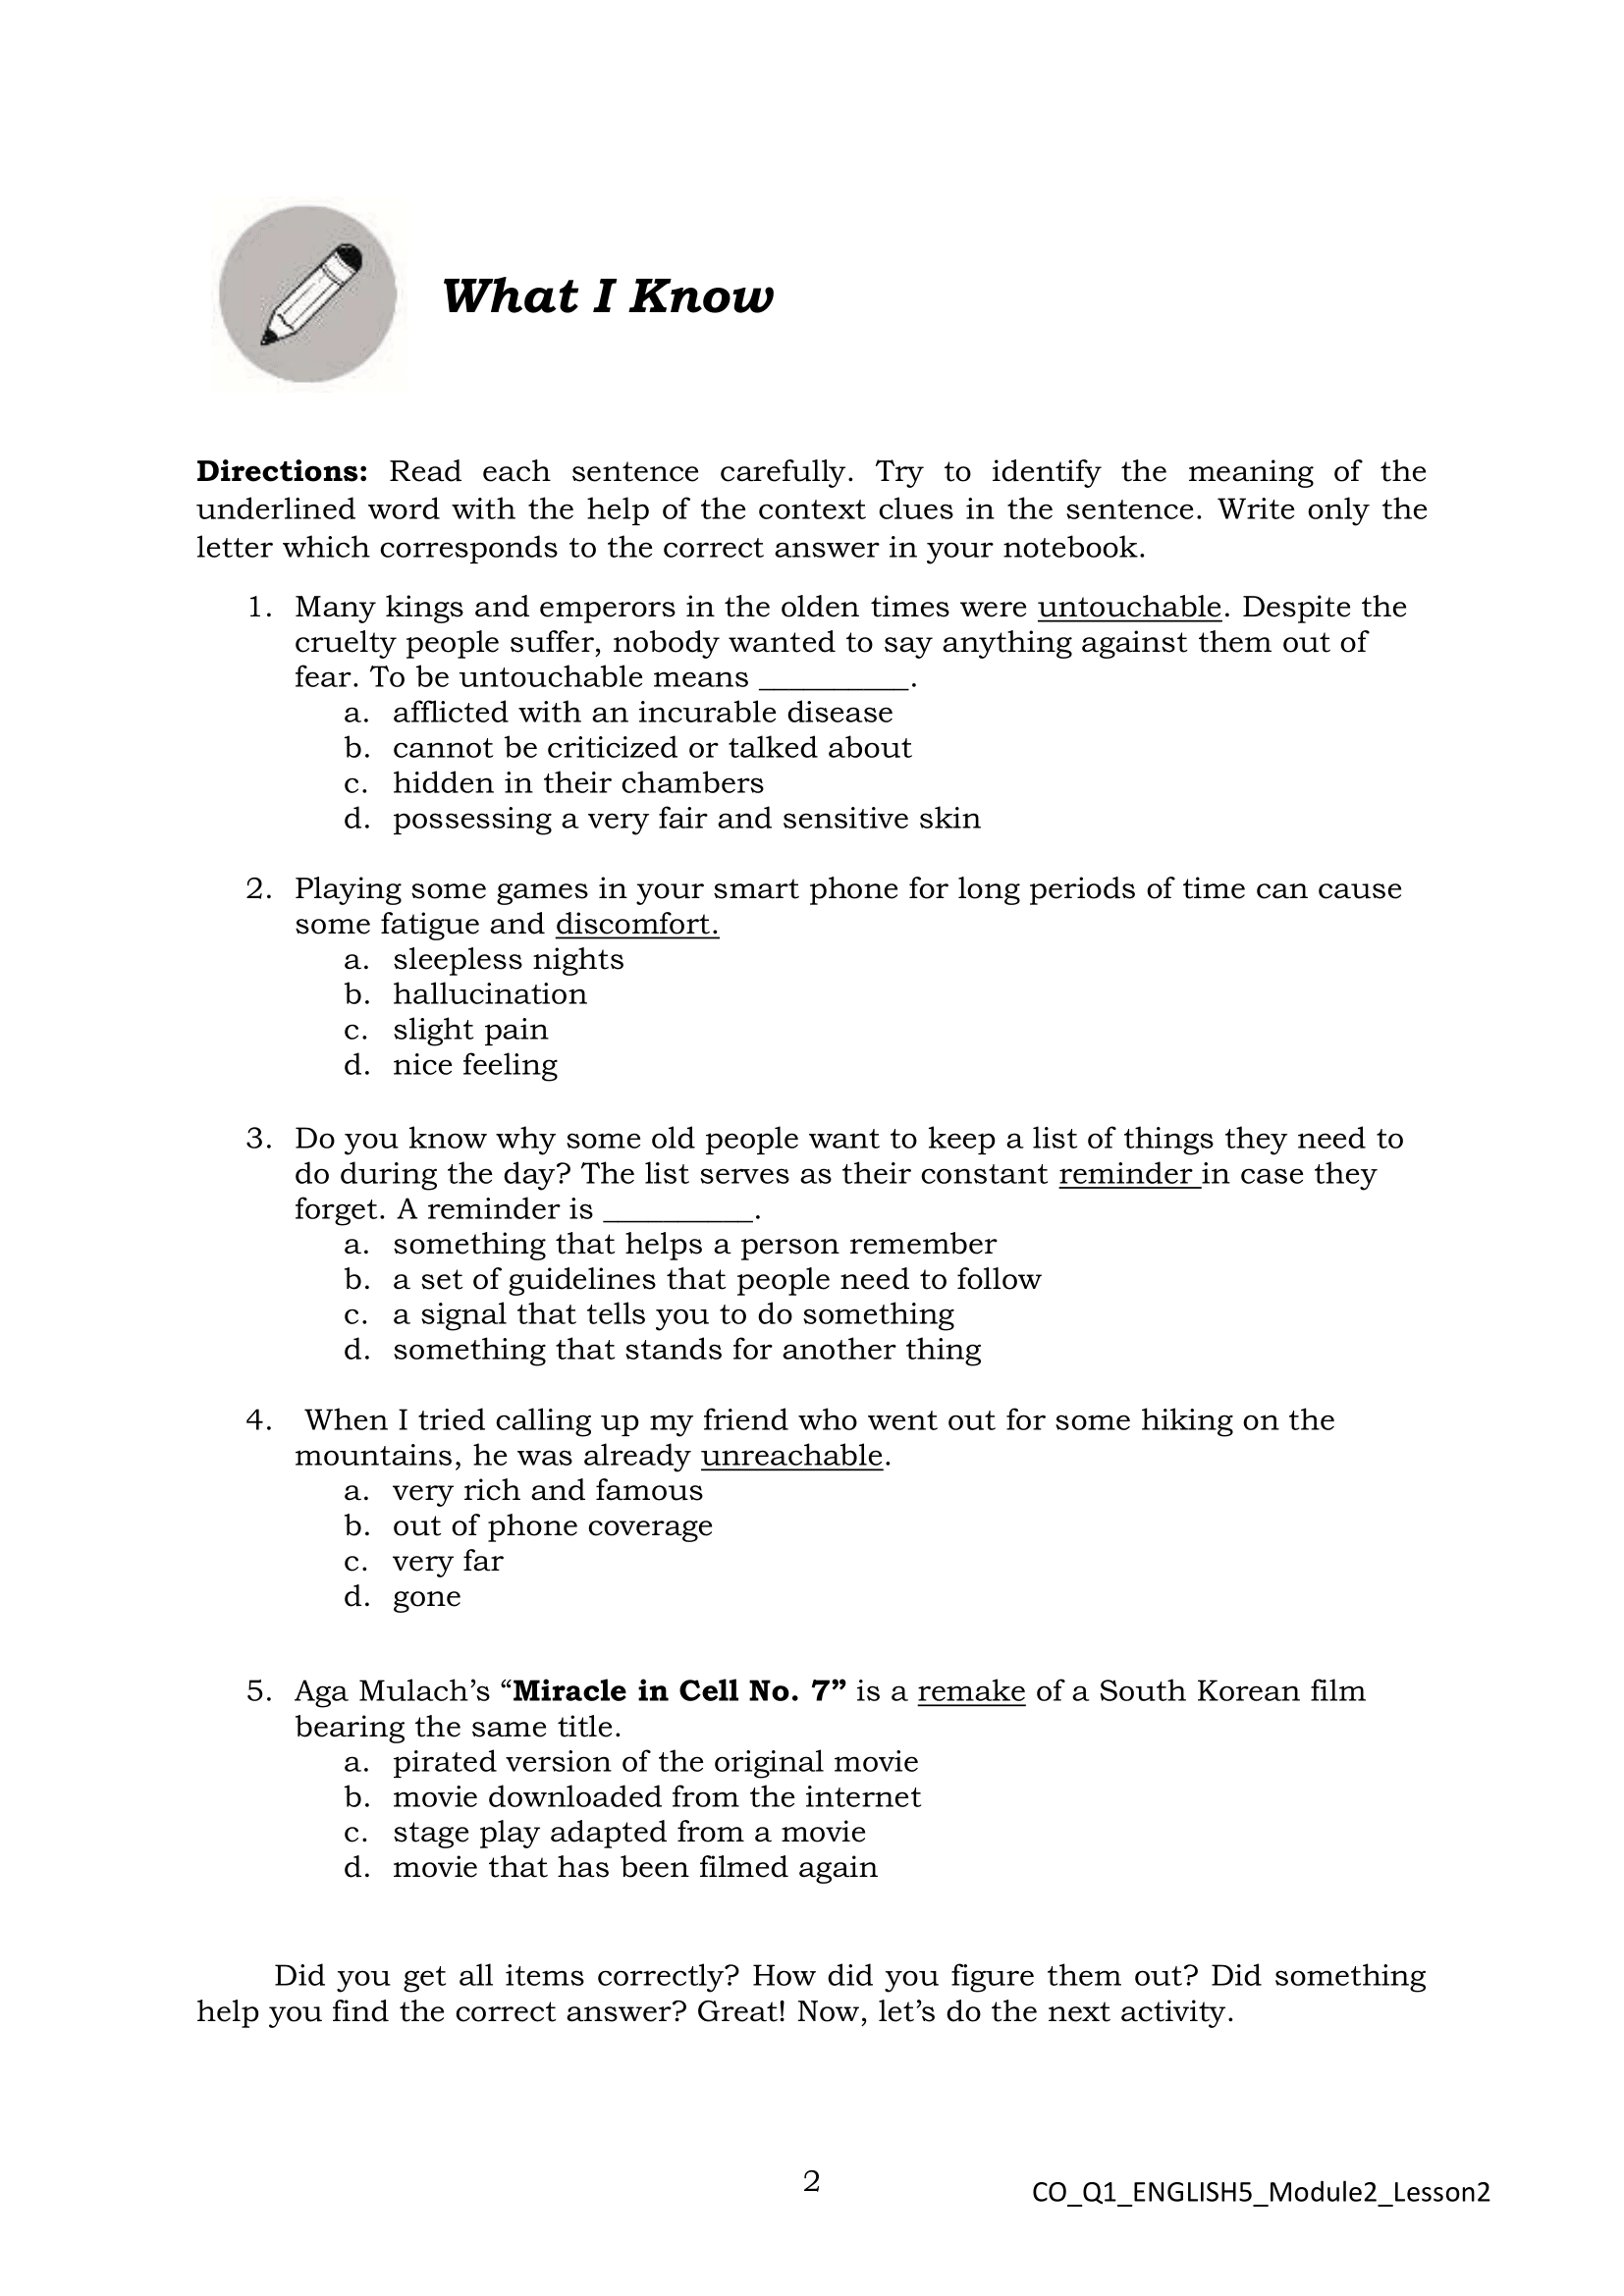 What I Know
Directions: Read each sentence carefully. Try to identify the meaning of the
underlined word with the help of the context clues in the sentence. Write only the
letter which corresponds to the correct answer in your notebook.
1. Many kings and emperors in the olden times were untouchable. Despite the
cruelty people suffer, nobody wanted to say anything against them out of
fear. To be untouchable means __________.
a. afflicted with an incurable disease
b. cannot be criticized or talked about
c. hidden in their chambers
d. possessing a very fair and sensitive skin
2. Playing some games in your smart phone for long periods of time can cause
some fatigue and discomfort.
a. sleepless nights
b. hallucination
c. slight pain
d. nice feeling
3. Do you know why some old people want to keep a list of things they need to
do during the day? The list serves as their constant reminder in case they
forget. A reminder is __________.
a. something that helps a person remember
b. a set of guidelines that people need to follow
c. a signal that tells you to do something
d. something that stands for another thing
4. When I tried calling up my friend who went out for some hiking on the
mountains, he was already unreachable.
a. very rich and famous
b. out of phone coverage
c. very far
d. gone
5. Aga Mulach’s “Miracle in Cell No. 7” is a remake of a South Korean film
bearing the same title.
a. pirated version of the original movie
b. movie downloaded from the internet
c. stage play adapted from a movie
d. movie that has been filmed again
Did you get all items correctly? How did you figure them out? Did something
help you find the correct answer? Great! Now, let’s do the next activity.
2
CO_Q1_ENGLISH5_Module2_Lesson2